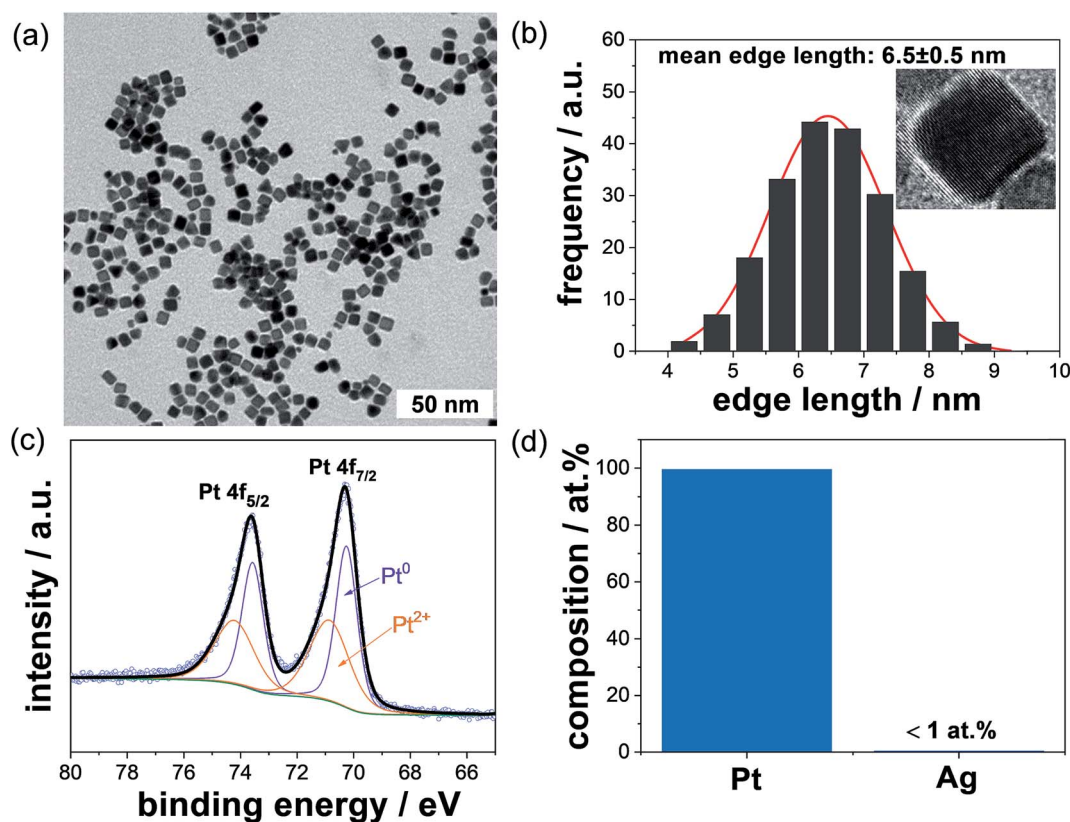 (a)
50 nm
(b)
mean edge length: 6.5±0.5 nm
frequency / a.u.
60
50
40
30
20
10
0
4 5 6 7 8 9 10
edge length / nm
(c)
Pt 4f5/2
Pt 4f7/2
Pt0
Pt2+
intensity / a.u.
80 78 76 74 72 70 68 66
binding energy / eV
(d)
composition / at.%
100
80
60
40
20
0
< 1 at.%
Pt Ag